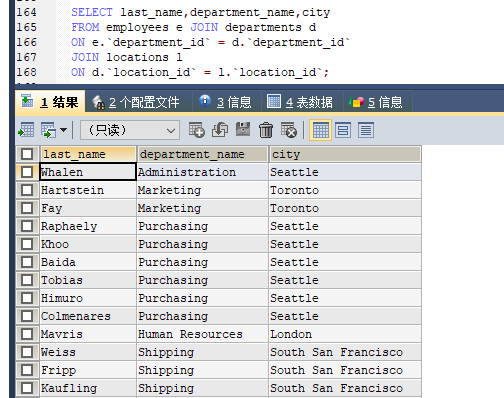 164 SELECT last_name,department_name,city
165 FROM employees e JOIN departments d
166 ON e.`department_id` = d.`department_id`
167 JOIN locations l
168 ON d.`location_id` = l.`location_id`;
1 结果 2 个配置文件 3 信息 4 表数据 5 信息
(只读)
last_name department_name city
Whalen Administration Seattle
Hartstein Marketing Toronto
Fay Marketing Toronto
Raphaely Purchasing Seattle
Khoo Purchasing Seattle
Baida Purchasing Seattle
Tobias Purchasing Seattle
Himuro Purchasing Seattle
Colmenares Purchasing Seattle
Mavris Human Resources London
Weiss Shipping South San Francisco
Fripp Shipping South San Francisco
Kaufling Shipping South San Francisco